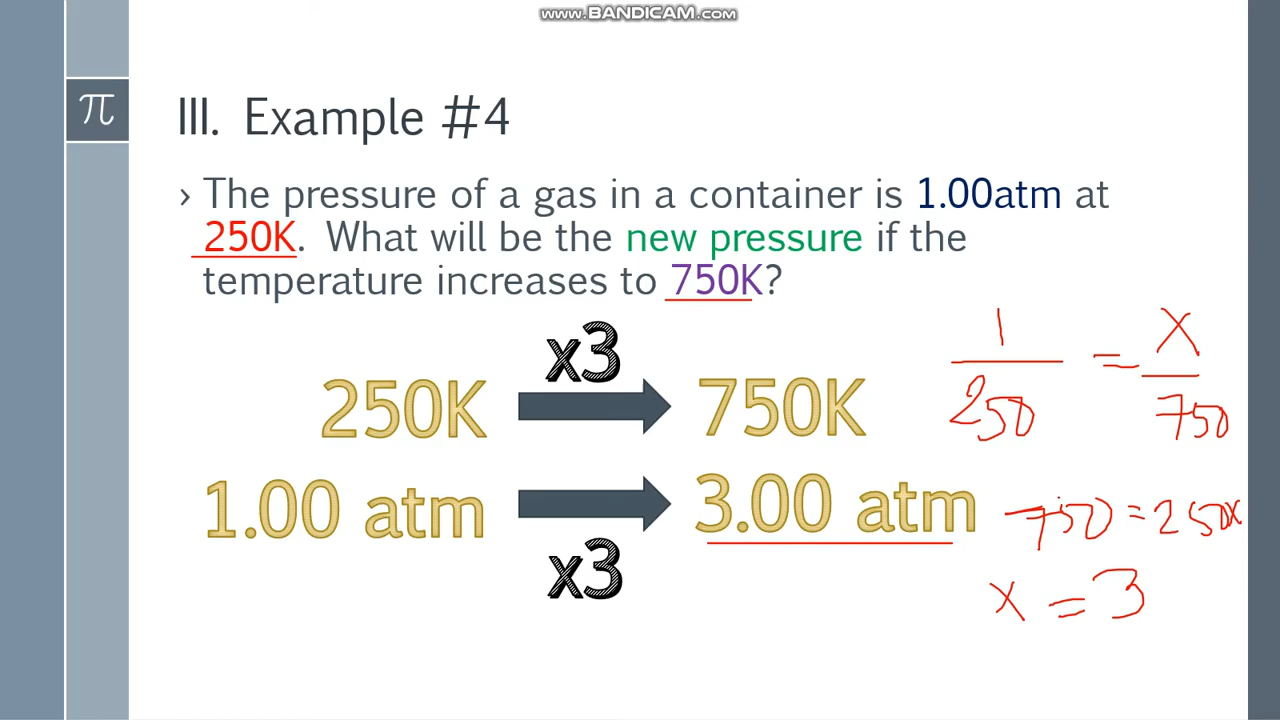 www.BANDICAM.com
π
III. Example #4
› The pressure of a gas in a container is 1.00atm at
250K. What will be the new pressure if the
temperature increases to 750K?
x3
250K
750K
1.00 atm
3.00 atm
x3
1 = x
250 750
750 = 250x
x = 3